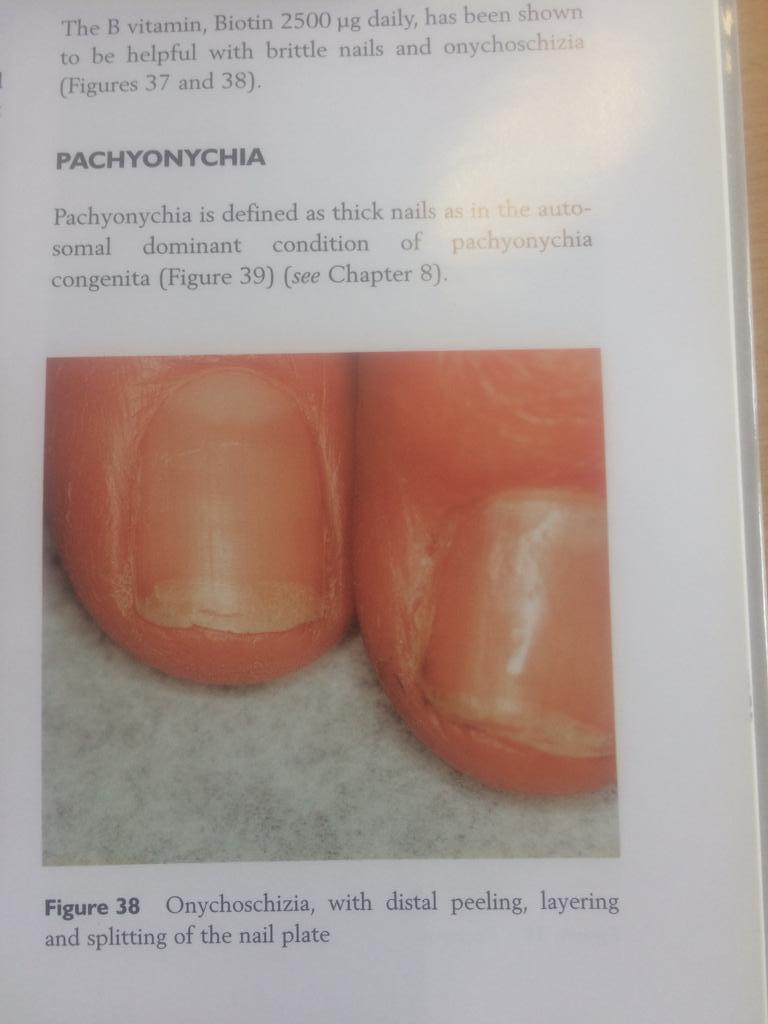 The B vitamin, Biotin 2500 µg daily, has been shown
to be helpful with brittle nails and onychoschizia
(Figures 37 and 38).
PACHYONYCHIA
Pachyonychia is defined as thick nails as in the auto-
somal dominant condition of pachyonychia
congenita (Figure 39) (see Chapter 8).
Figure 38 Onychoschizia, with distal peeling, layering
and splitting of the nail plate